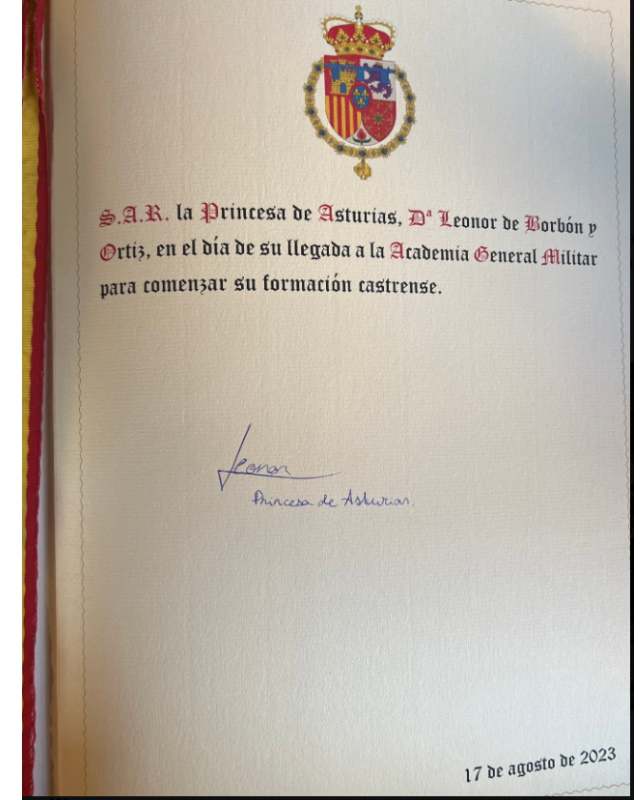 S.A.R. la Princesa de Asturias, Dª Leonor de Borbón y
Ortiz, en el día de su llegada a la Academia General Militar
para comenzar su formación castrense.
Leonor
Princesa de Asturias.
17 de agosto de 2023